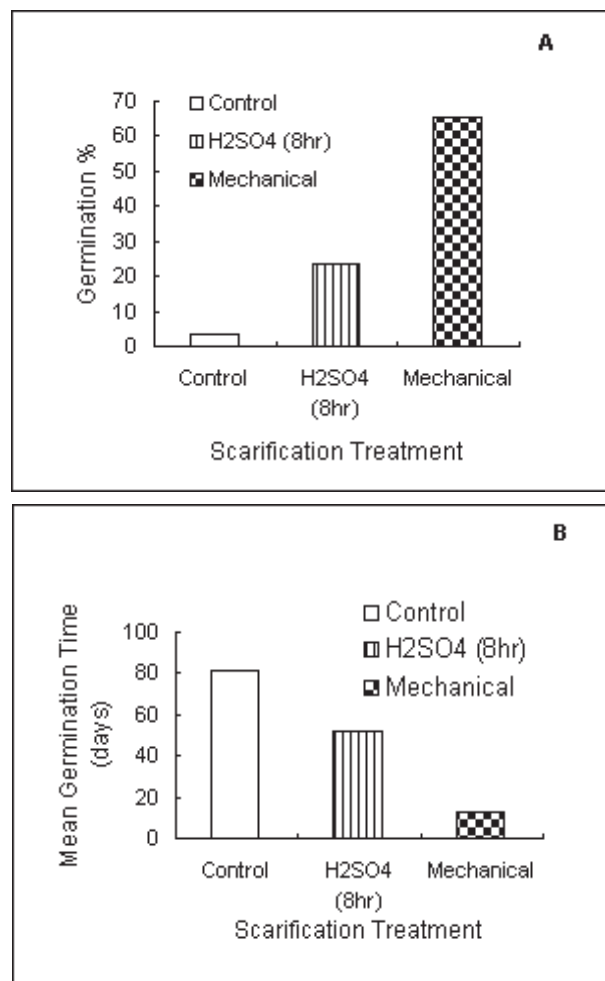 A
70
60
50
40
30
20
10
0
Germination %
Control
H2SO4 (8hr)
Mechanical
Control
H2SO4
(8hr)
Mechanical
Scarification Treatment
B
100
80
60
40
20
0
Mean Germination Time
(days)
Control
H2SO4 (8hr)
Mechanical
Control
H2SO4
(8hr)
Mechanical
Scarification Treatment